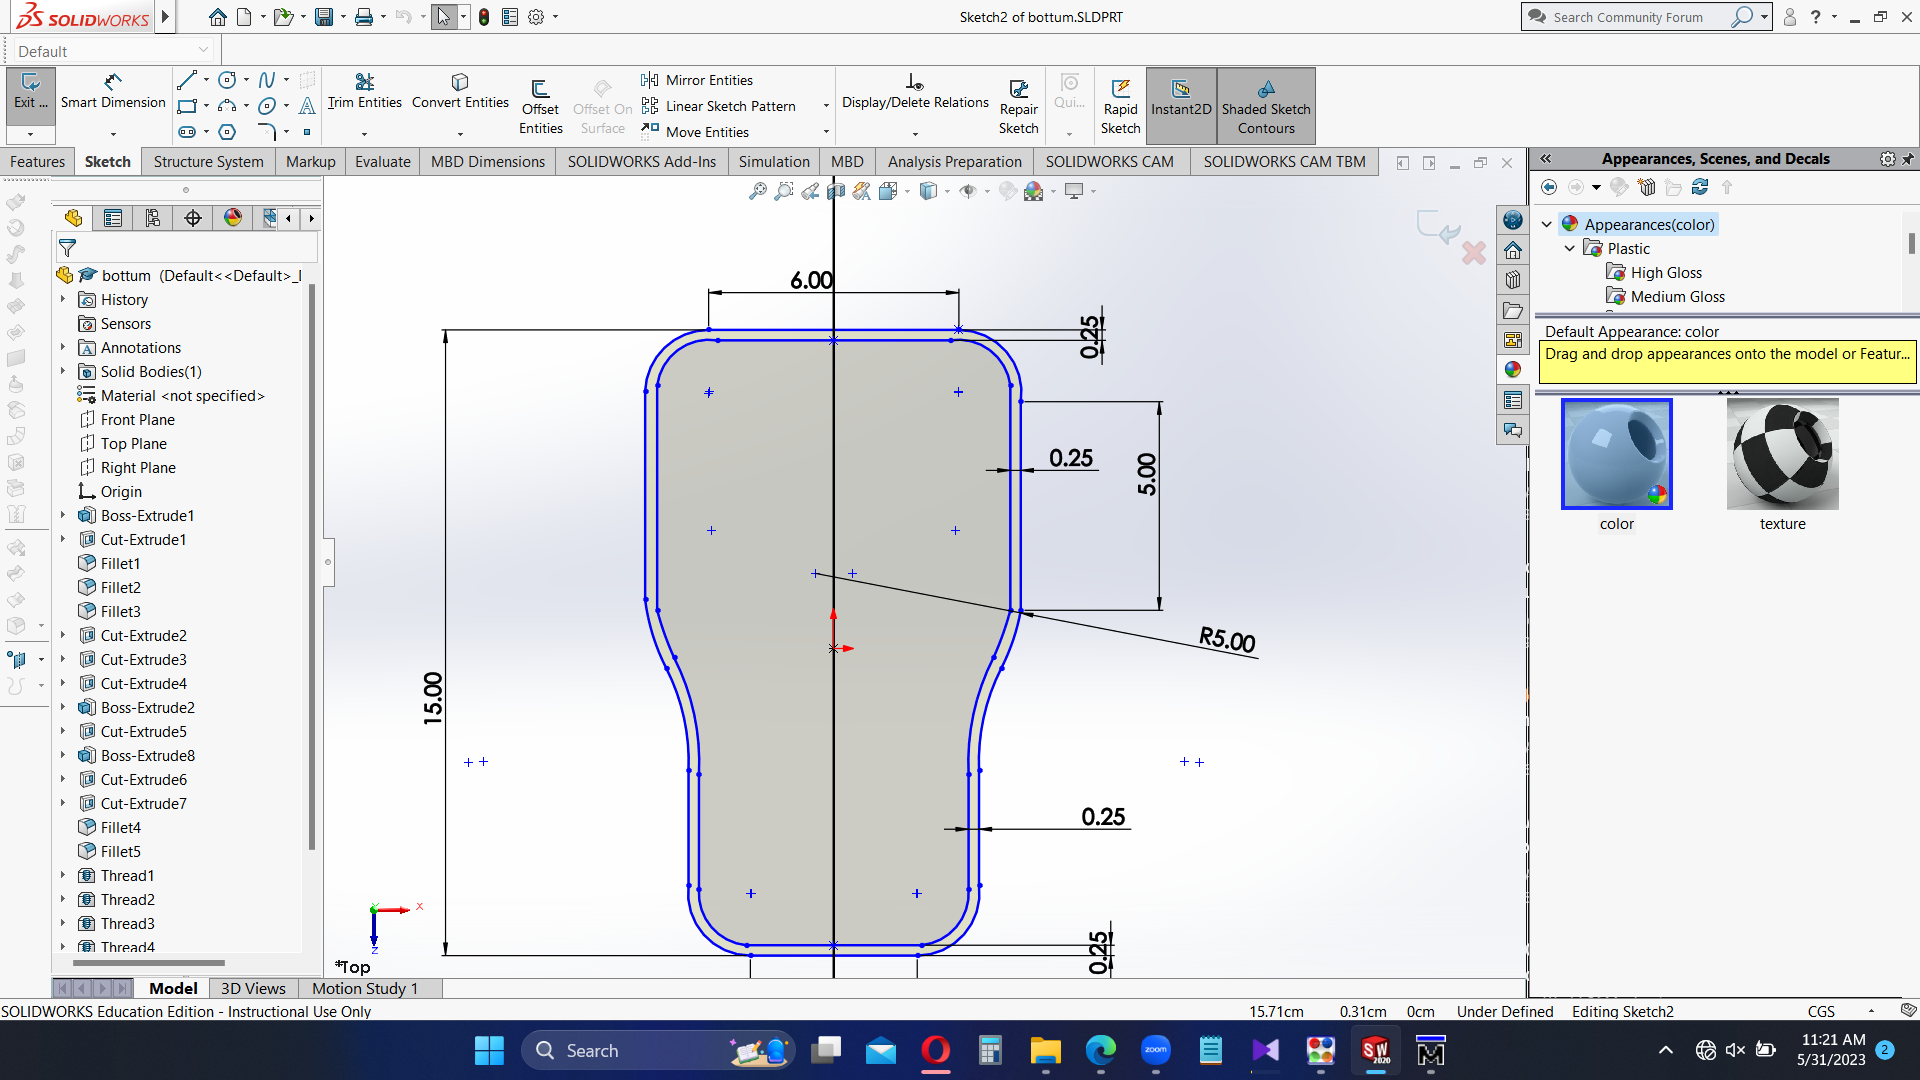 SOLIDWORKS
Sketch2 of bottum.SLDPRT
Search Community Forum
Default
Exit ...
Smart Dimension
Trim Entities
Convert Entities
Offset
Entities
Offset On
Surface
Mirror Entities
Linear Sketch Pattern
Move Entities
Display/Delete Relations
Repair
Sketch
Qui...
Rapid
Sketch
Instant2D
Shaded Sketch
Contours
Features
Sketch
Structure System
Markup
Evaluate
MBD Dimensions
SOLIDWORKS Add-Ins
Simulation
MBD
Analysis Preparation
SOLIDWORKS CAM
SOLIDWORKS CAM TBM
bottum (Default<<Default>_
History
Sensors
Annotations
Solid Bodies(1)
Material <not specified>
Front Plane
Top Plane
Right Plane
Origin
Boss-Extrude1
Cut-Extrude1
Fillet1
Fillet2
Fillet3
Cut-Extrude2
Cut-Extrude3
Cut-Extrude4
Boss-Extrude2
Cut-Extrude5
Boss-Extrude8
Cut-Extrude6
Cut-Extrude7
Fillet4
Fillet5
Thread1
Thread2
Thread3
Thread4
6.00
0.25
0.25
5.00
R5.00
15.00
0.25
0.25
X
Z
*Top
Appearances, Scenes, and Decals
Appearances(color)
Plastic
High Gloss
Medium Gloss
Default Appearance: color
Drag and drop appearances onto the model or Featur...
color
texture
Model
3D Views
Motion Study 1
SOLIDWORKS Education Edition - Instructional Use Only
15.71cm
0.31cm
0cm
Under Defined
Editing Sketch2
CGS
Search
zoom
SW
2020
M
11:21 AM
5/31/2023
2